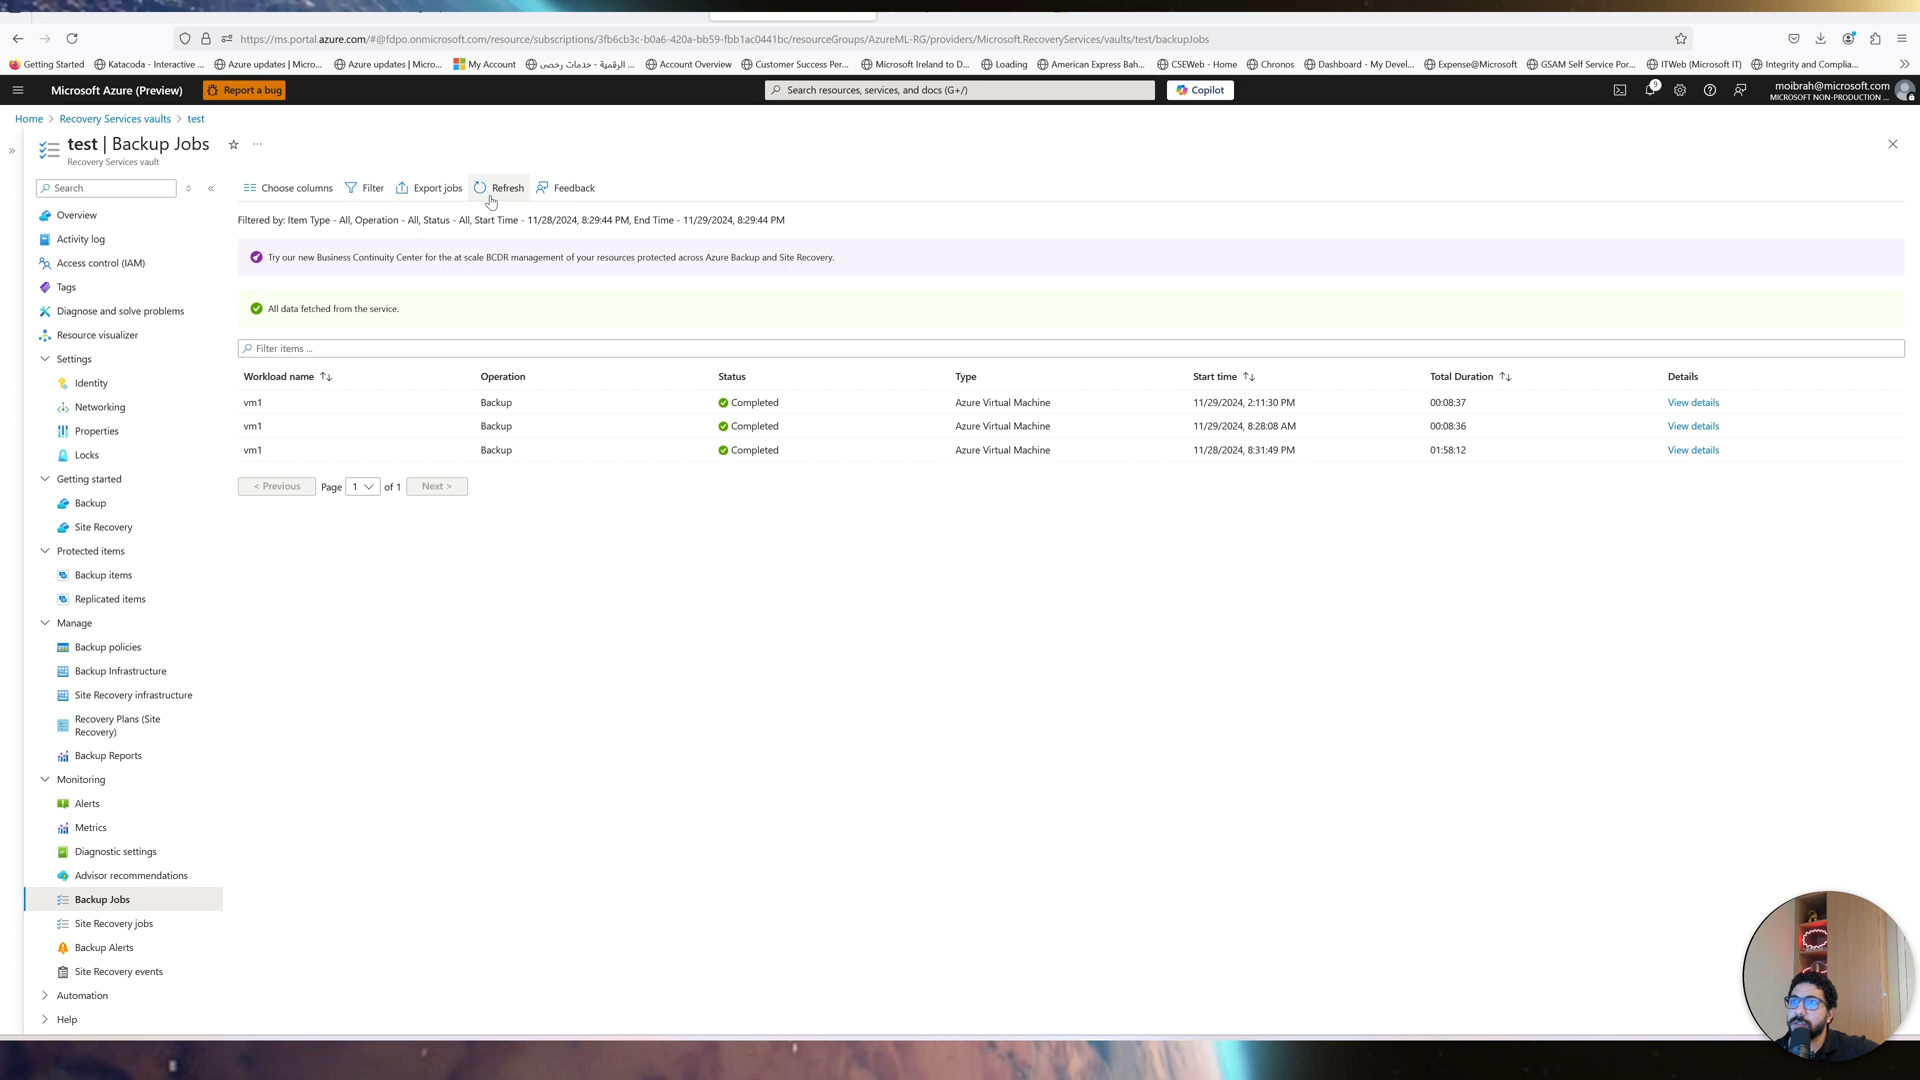 https://ms.portal.azure.com/#@fdpo.onmicrosoft.com/resource/subscriptions/3fb6cb3c-b0a6-420a-bb59-fbb1ac0441bc/resourceGroups/AzureML-RG/providers/Microsoft.RecoveryServices/vaults/test/backupJobs
Getting Started Katacoda - Interactive ... Azure updates | Micro... Azure updates | Micro... My Account الرقمية - خدمات رخصى ... Account Overview Customer Success Per... Microsoft Ireland to D... Loading American Express Bah... CSEWeb - Home Chronos Dashboard - My Devel... Expense@Microsoft GSAM Self Service Por... ITWeb (Microsoft IT) Integrity and Complia...
Microsoft Azure (Preview) Report a bug Search resources, services, and docs (G+/) Copilot 9 moibrah@microsoft.com
MICROSOFT NON-PRODUCTION ...
Home > Recovery Services vaults > test
test | Backup Jobs
Recovery Services vault
Search
Choose columns Filter Export jobs Refresh Feedback
Filtered by: Item Type - All, Operation - All, Status - All, Start Time - 11/28/2024, 8:29:44 PM, End Time - 11/29/2024, 8:29:44 PM
Try our new Business Continuity Center for the at scale BCDR management of your resources protected across Azure Backup and Site Recovery.
All data fetched from the service.
Filter items ...
Workload name Operation Status Type Start time Total Duration Details
vm1 Backup Completed Azure Virtual Machine 11/29/2024, 2:11:30 PM 00:08:37 View details
vm1 Backup Completed Azure Virtual Machine 11/29/2024, 8:28:08 AM 00:08:36 View details
vm1 Backup Completed Azure Virtual Machine 11/28/2024, 8:31:49 PM 01:58:12 View details
< Previous Page 1 of 1 Next >
Overview
Activity log
Access control (IAM)
Tags
Diagnose and solve problems
Resource visualizer
Settings
Identity
Networking
Properties
Locks
Getting started
Backup
Site Recovery
Protected items
Backup items
Replicated items
Manage
Backup policies
Backup Infrastructure
Site Recovery infrastructure
Recovery Plans (Site
Recovery)
Backup Reports
Monitoring
Alerts
Metrics
Diagnostic settings
Advisor recommendations
Backup Jobs
Site Recovery jobs
Backup Alerts
Site Recovery events
Automation
Help